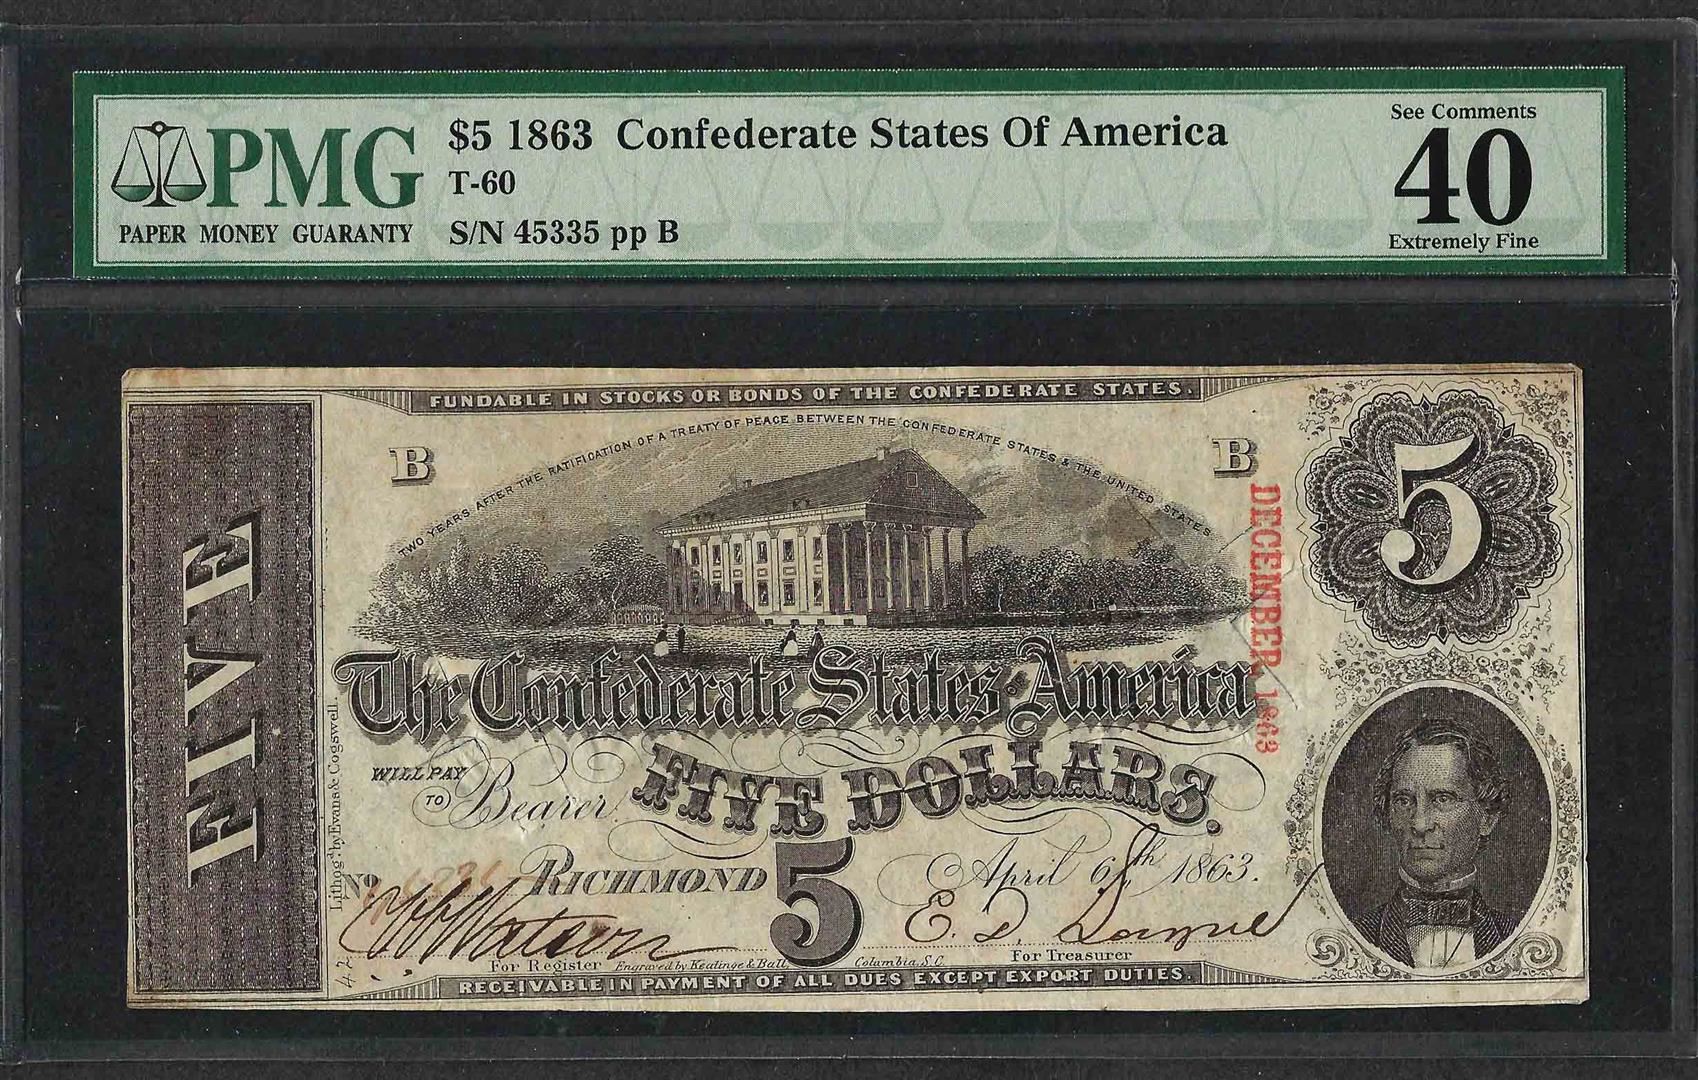 PMG
PAPER MONEY GUARANTY
$5 1863 Confederate States Of America
T-60
S/N 45335 pp B
See Comments
40
Extremely Fine
FUNDABLE IN STOCKS OR BONDS OF THE CONFEDERATE STATES.
TWO YEARS AFTER THE RATIFICATION OF A TREATY OF PEACE BETWEEN THE CONFEDERATE STATES & THE UNITED STATES
B
B
5
FIVE
DECEMBER 1863
The Confederate States of America
WILL PAY
TO Bearer
FIVE DOLLARS.
Lithog'd by Evans & Cogswell.
No
RICHMOND
5
April 6th 1863.
For Register
Engraved by Keatinge & Ball,
Columbia, S.C.
For Treasurer
42
RECEIVABLE IN PAYMENT OF ALL DUES EXCEPT EXPORT DUTIES.